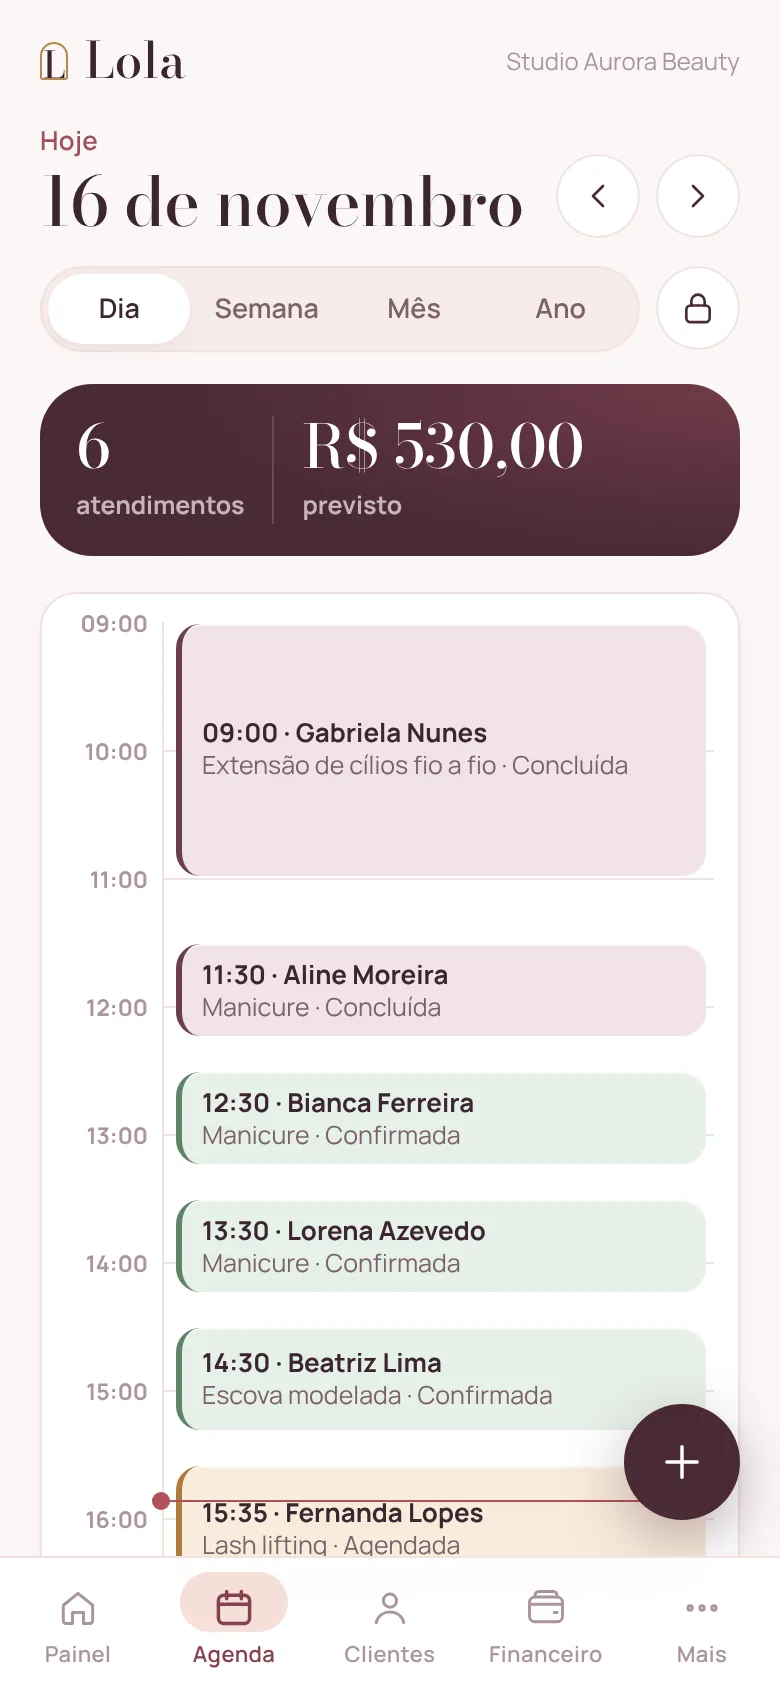 L Lola
Studio Aurora Beauty
Hoje
16 de novembro
Dia Semana Mês Ano
6
atendimentos
R$ 530,00
previsto
09:00
09:00 · Gabriela Nunes
Extensão de cílios fio a fio · Concluída
10:00
11:00
11:30 · Aline Moreira
Manicure · Concluída
12:00
12:30 · Bianca Ferreira
Manicure · Confirmada
13:00
13:30 · Lorena Azevedo
Manicure · Confirmada
14:00
14:30 · Beatriz Lima
Escova modelada · Confirmada
15:00
15:35 · Fernanda Lopes
Lash lifting · Agendada
16:00
Painel Agenda Clientes Financeiro Mais